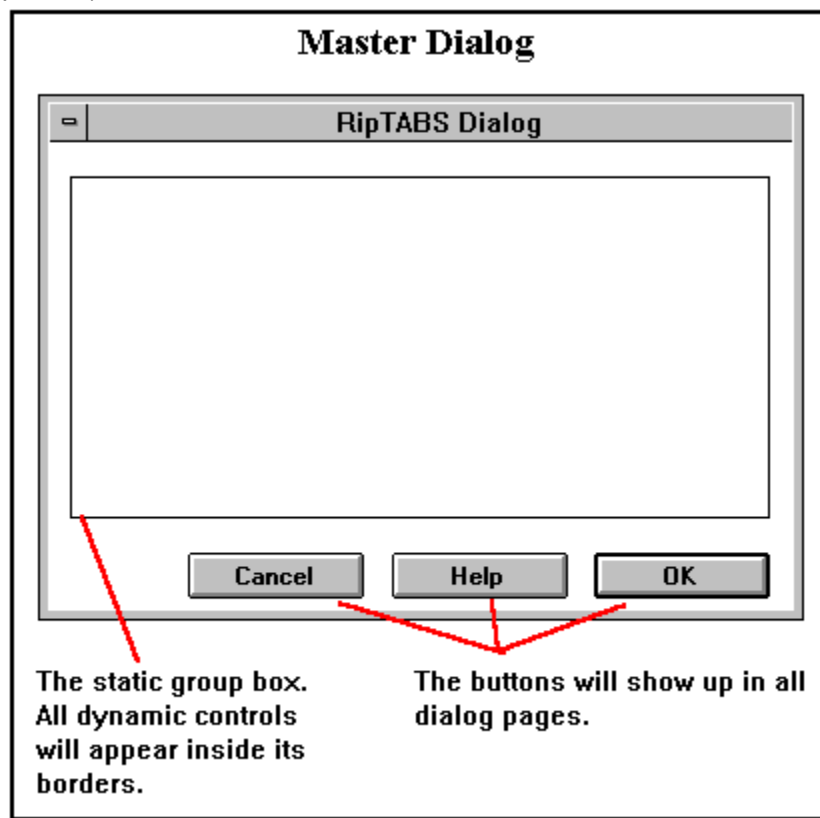 Master Dialog
RipTABS Dialog
Cancel
Help
OK
The static group box.
All dynamic controls
will appear inside its
borders.
The buttons will show up in all
dialog pages.